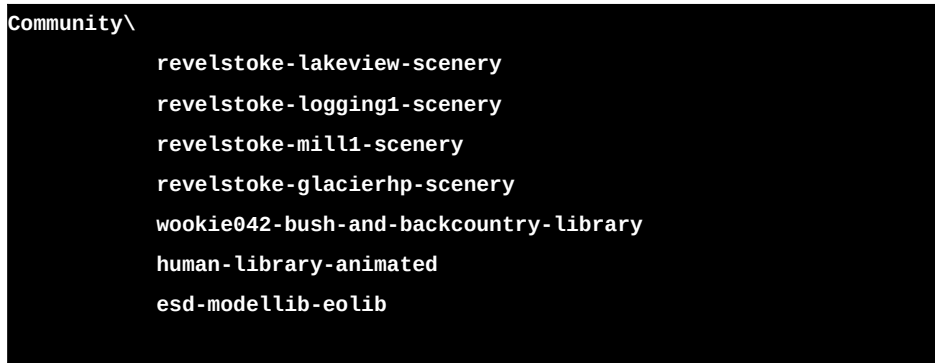 Community\
revelstoke-lakeview-scenery
revelstoke-logging1-scenery
revelstoke-mill1-scenery
revelstoke-glacierhp-scenery
wookie042-bush-and-backcountry-library
human-library-animated
esd-modellib-eolib